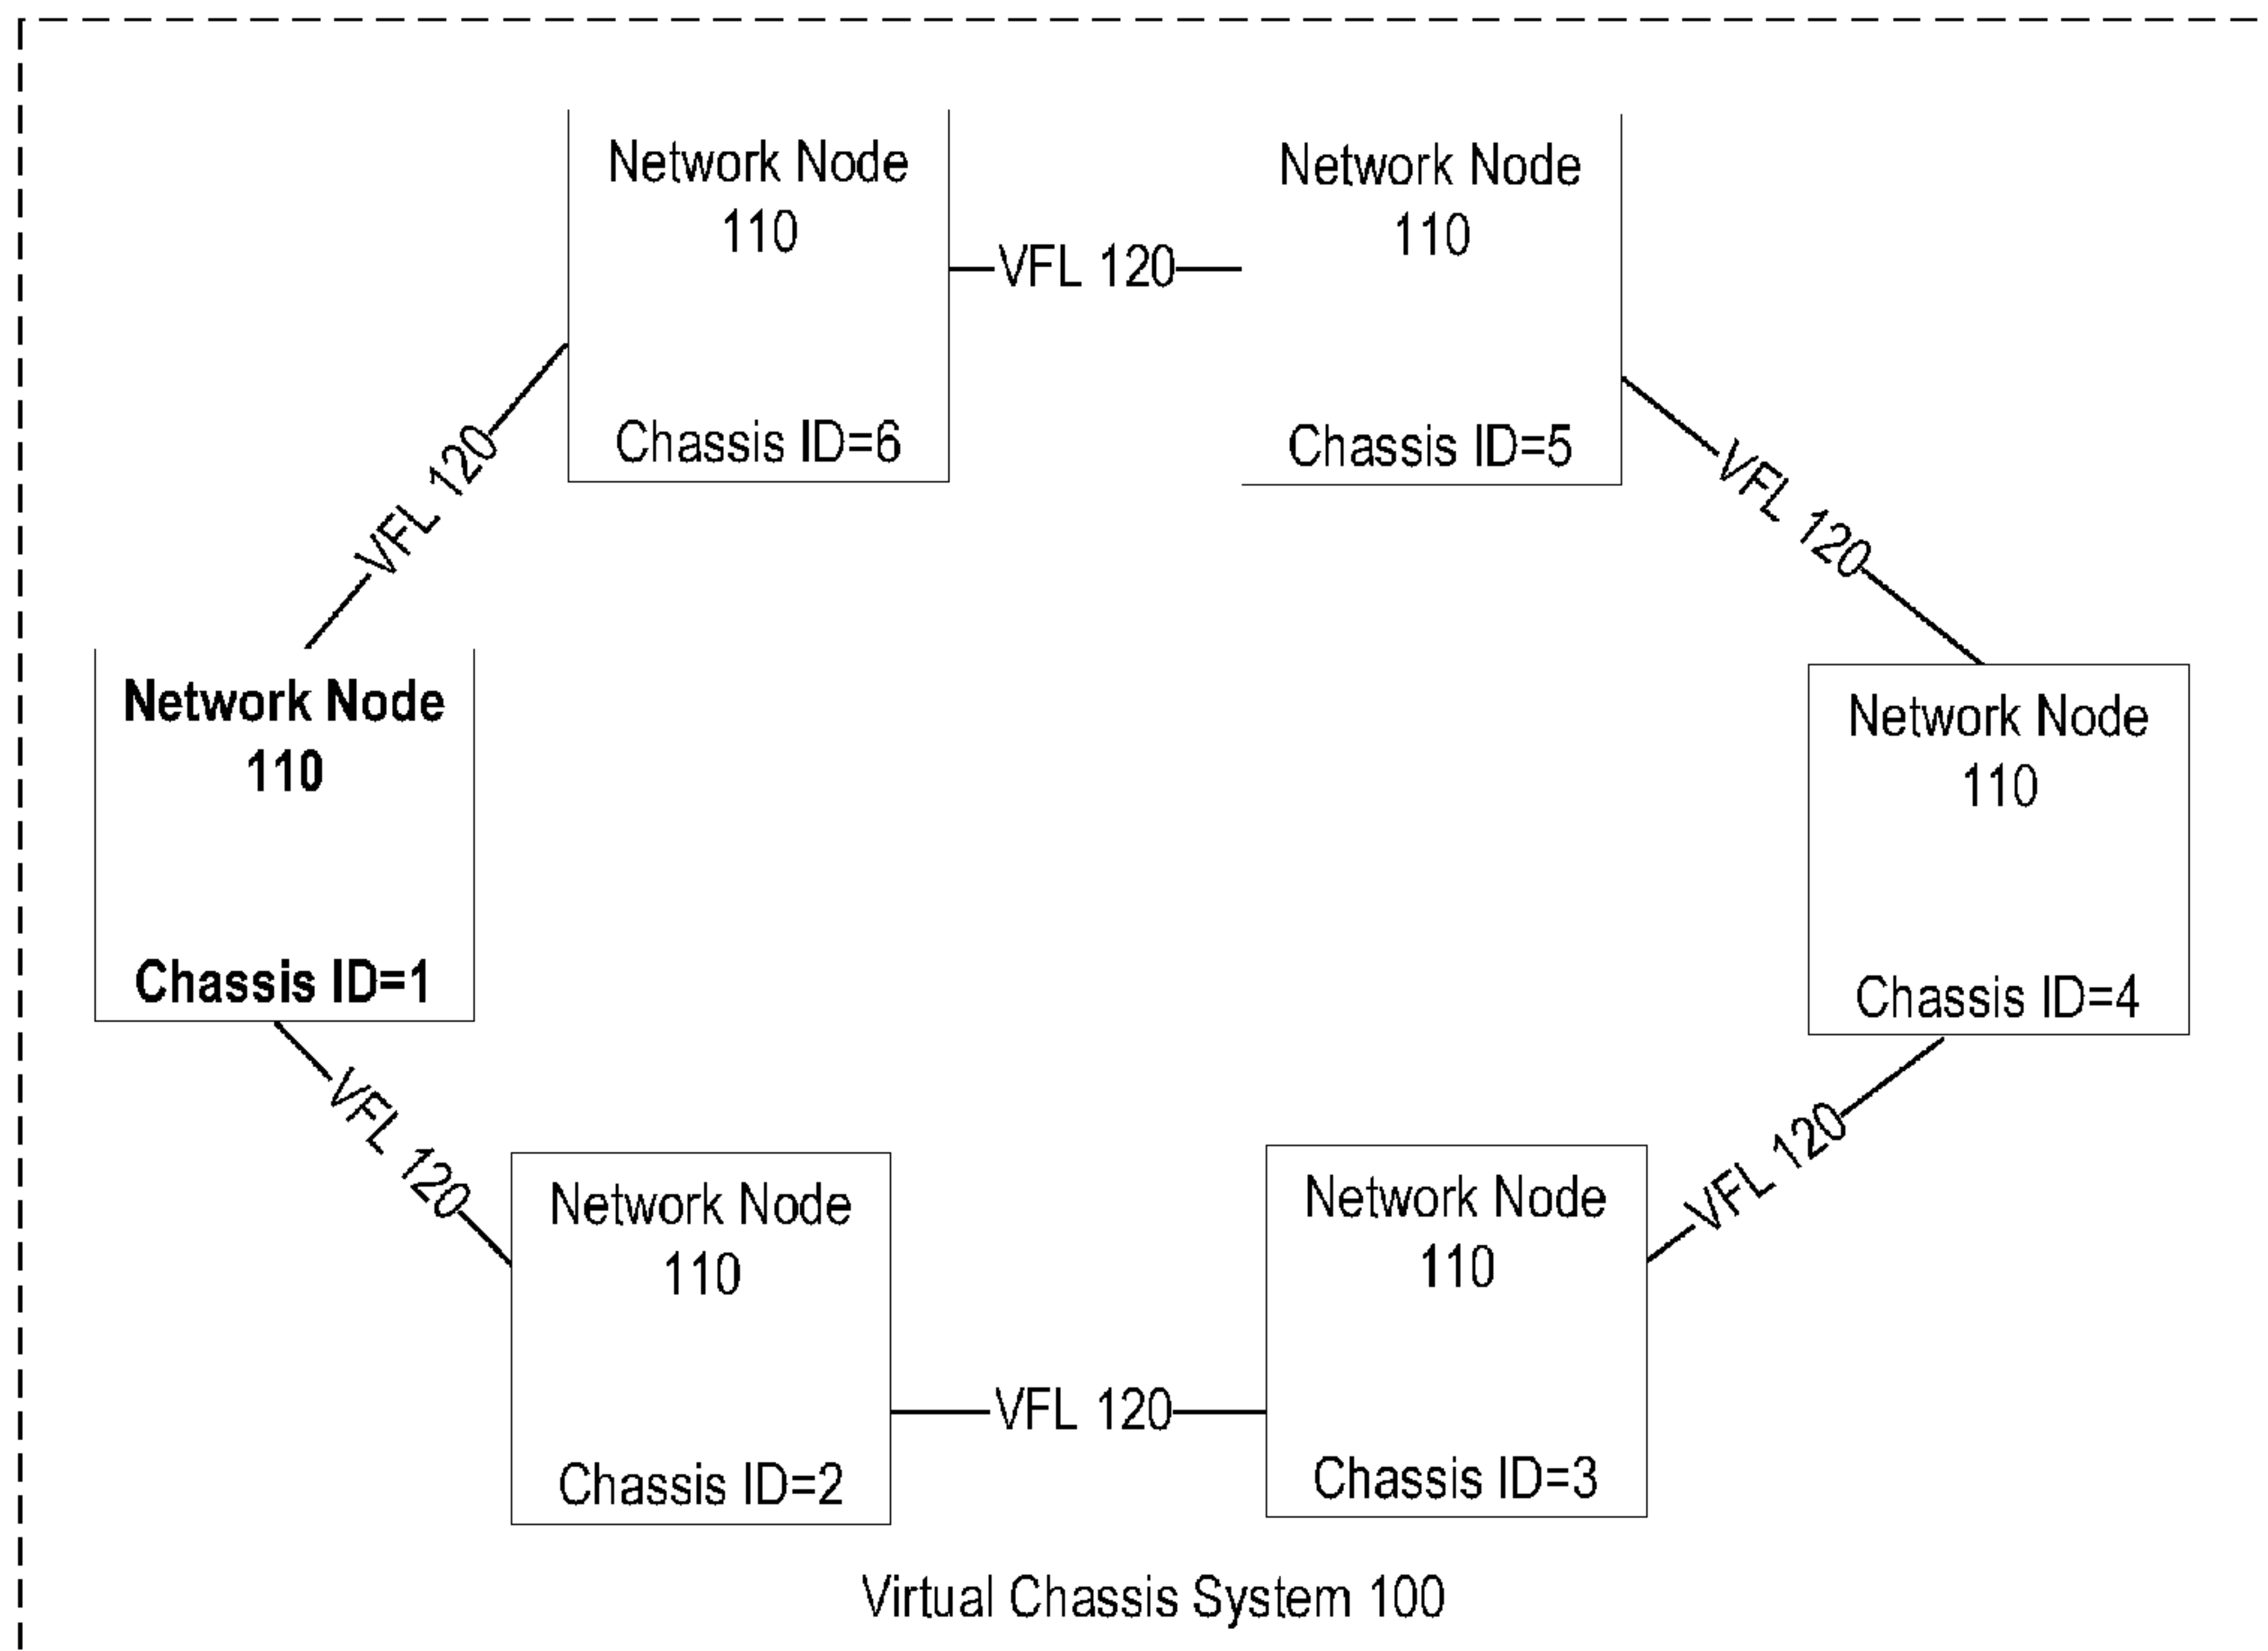 Network Node
110
Chassis ID=6
VFL 120
Network Node
110
Chassis ID=5
VFL 120
VFL 120
Network Node
110
Chassis ID=1
Network Node
110
Chassis ID=4
VFL 120
VFL 120
Network Node
110
Chassis ID=2
VFL 120
Network Node
110
Chassis ID=3
Virtual Chassis System 100